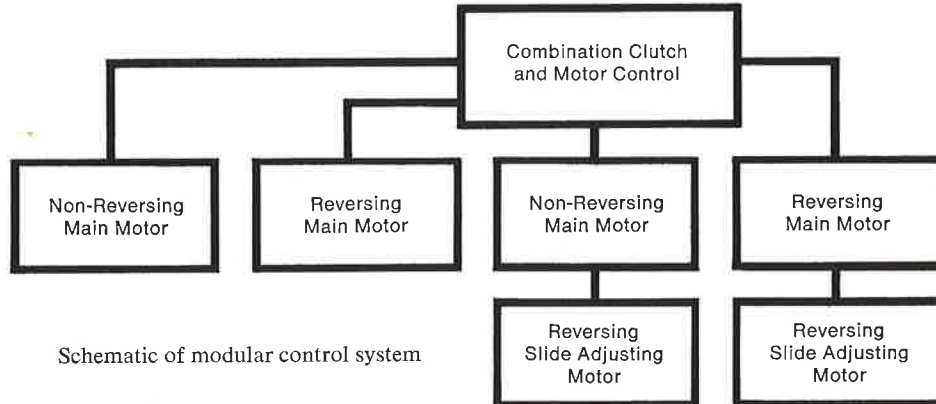 Combination Clutch
and Motor Control
Non-Reversing
Main Motor
Reversing
Main Motor
Non-Reversing
Main Motor
Reversing
Main Motor
Reversing
Slide Adjusting
Motor
Reversing
Slide Adjusting
Motor
Schematic of modular control system